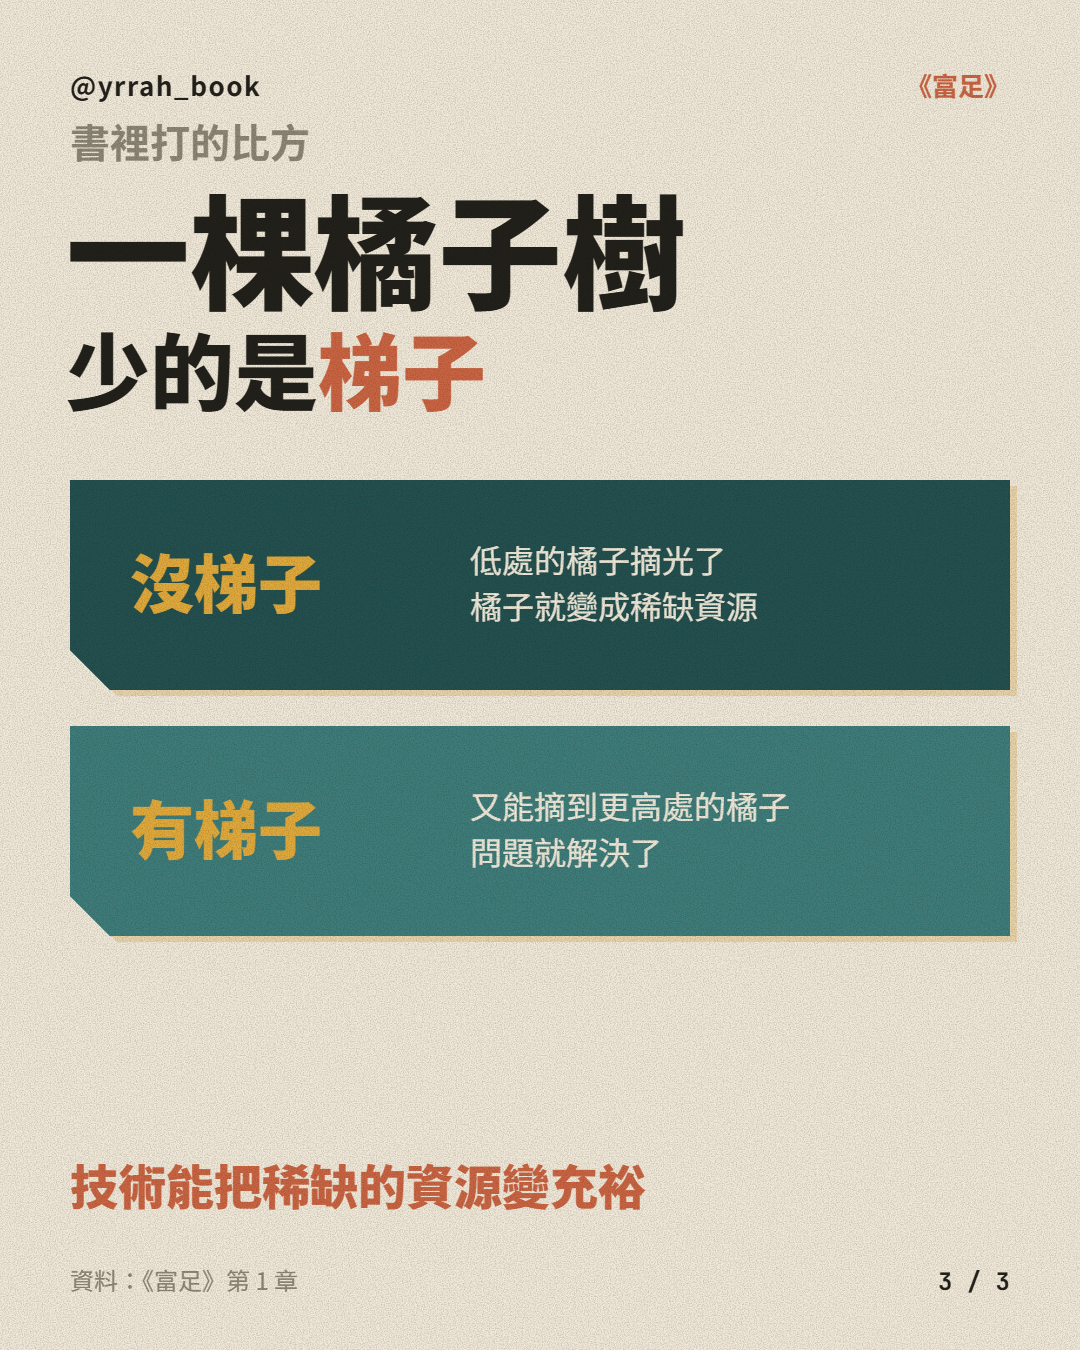 @yrrah_book
《富足》
書裡打的比方
一棵橘子樹
少的是梯子
沒梯子
低處的橘子摘光了
橘子就變成稀缺資源
有梯子
又能摘到更高處的橘子
問題就解決了
技術能把稀缺的資源變充裕
資料：《富足》第 1 章
3 / 3